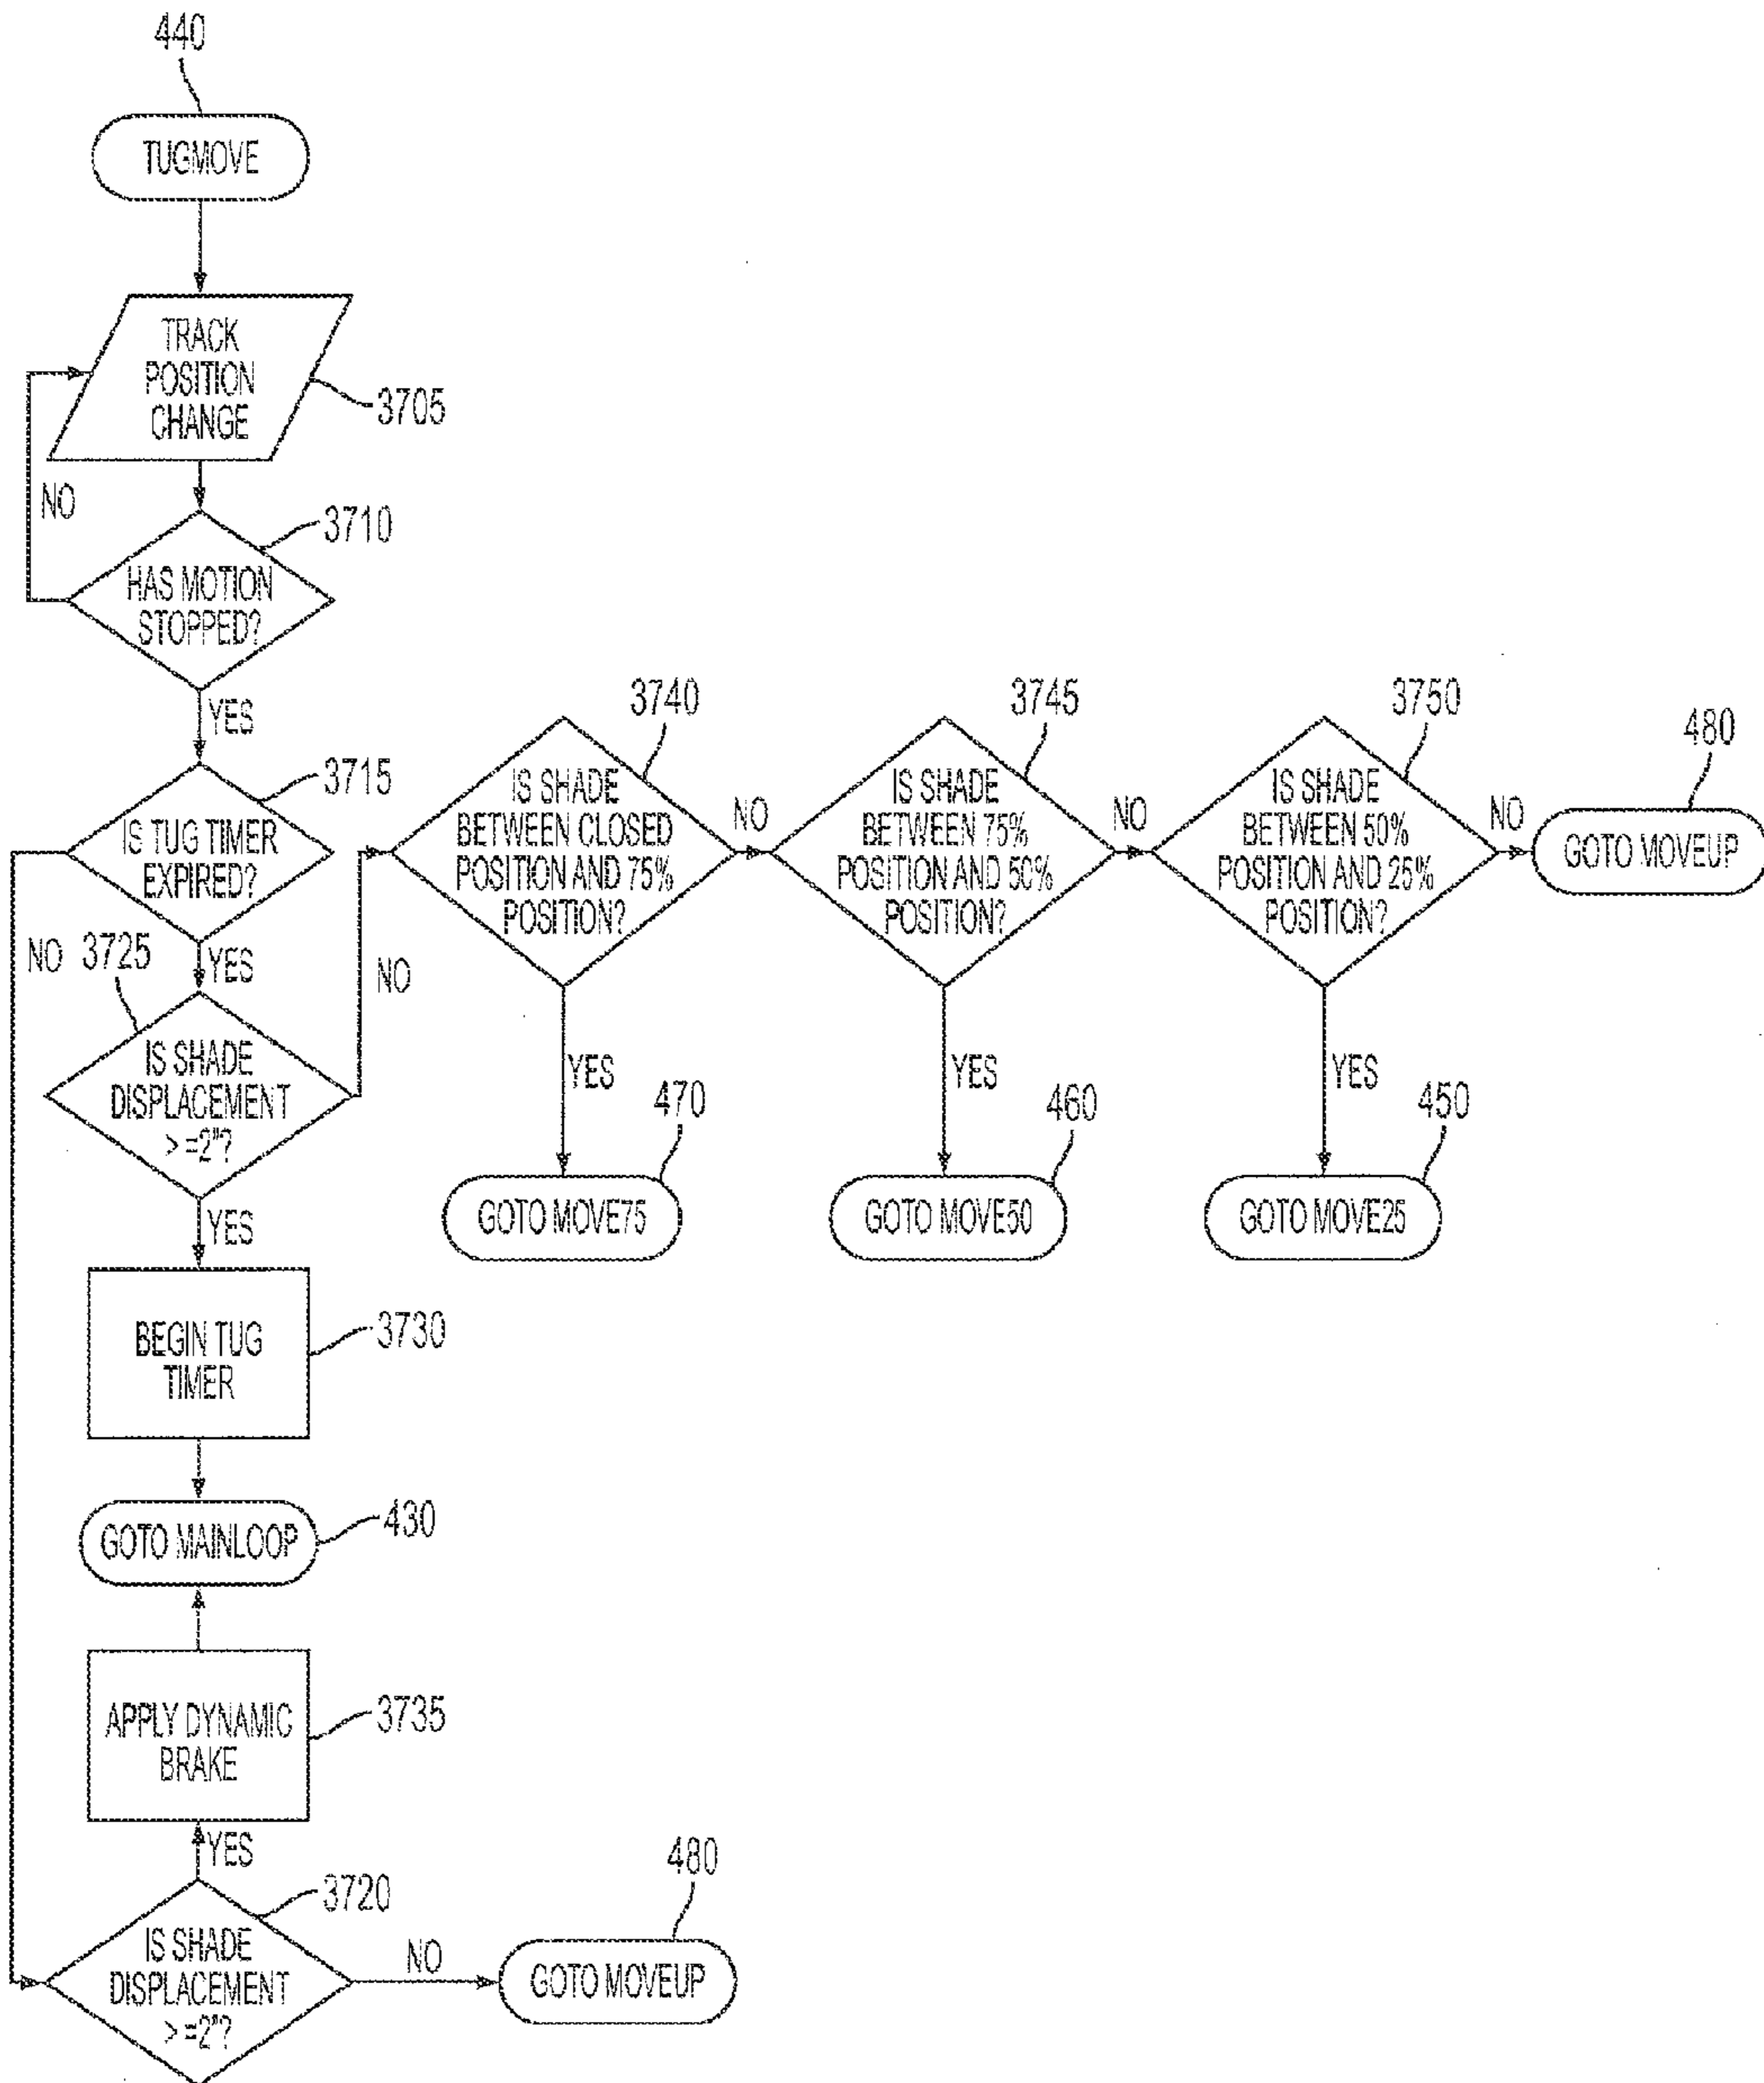 440
TUGMOVE
TRACK
POSITION
CHANGE
3705
NO
3710
HAS MOTION
STOPPED?
YES
3715
IS TUG TIMER
EXPIRED?
NO
3725
YES
IS SHADE
DISPLACEMENT
>=2"?
NO
YES
BEGIN TUG
TIMER
3730
GOTO MAINLOOP
430
APPLY DYNAMIC
BRAKE
3735
YES
3720
IS SHADE
DISPLACEMENT
>=2"?
NO
480
GOTO MOVEUP
3740
IS SHADE
BETWEEN CLOSED
POSITION AND 75%
POSITION?
NO
YES
470
GOTO MOVE75
3745
IS SHADE
BETWEEN 75%
POSITION AND 50%
POSITION?
NO
YES
460
GOTO MOVE50
3750
IS SHADE
BETWEEN 50%
POSITION AND 25%
POSITION?
NO
YES
450
GOTO MOVE25
480
GOTO MOVEUP